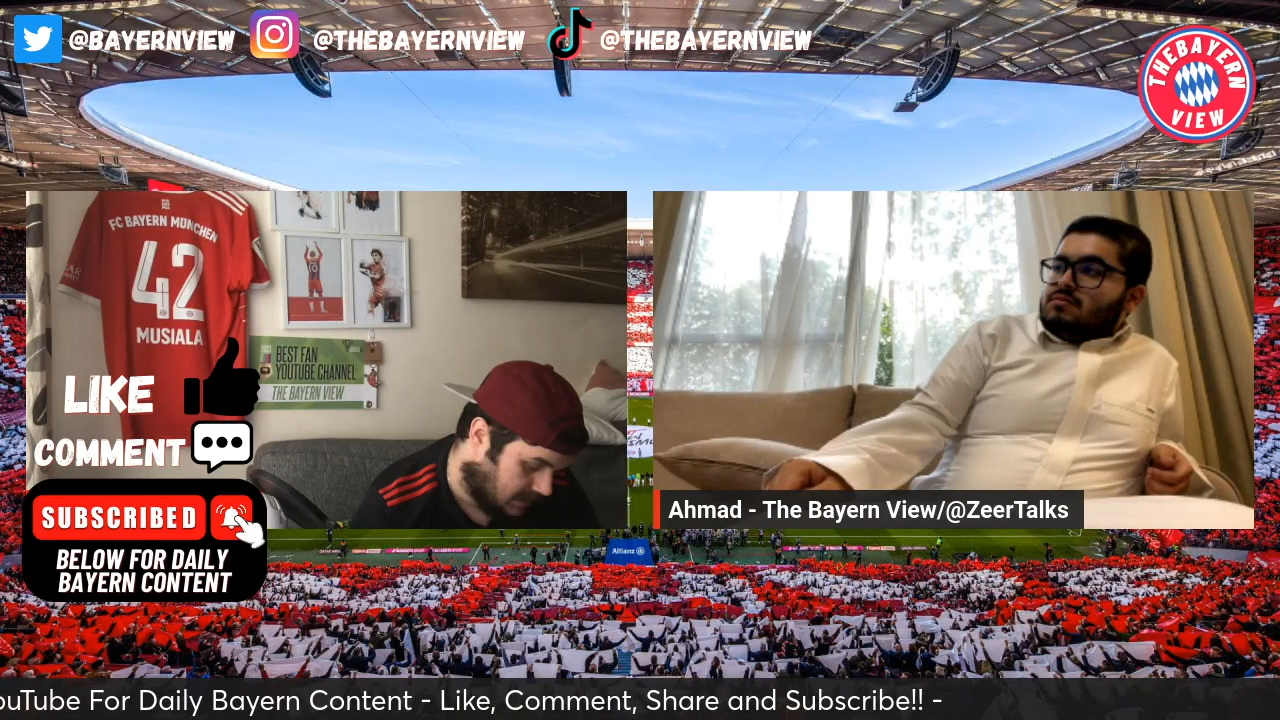 @BAYERNVIEW
@THEBAYERNVIEW
@THEBAYERNVIEW
THEBAYERN
VIEW
FC BAYERN MÜNCHEN
42
MUSIALA
10
BEST FAN
YOUTUBE CHANNEL
THE BAYERN VIEW
LIKE
COMMENT
SUBSCRIBED
BELOW FOR DAILY
BAYERN CONTENT
Ahmad - The Bayern View/@ZeerTalks
Allianz
ouTube For Daily Bayern Content - Like, Comment, Share and Subscribe!! -